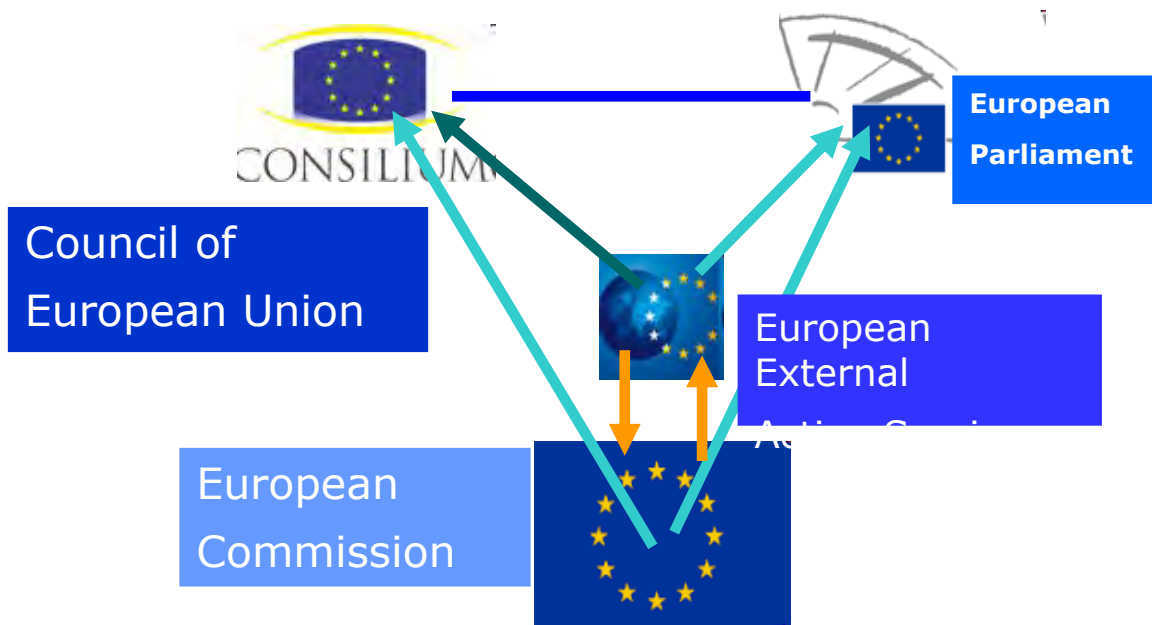 CONSILIUM
European
Parliament
Council of
European Union
European
External
European
Commission